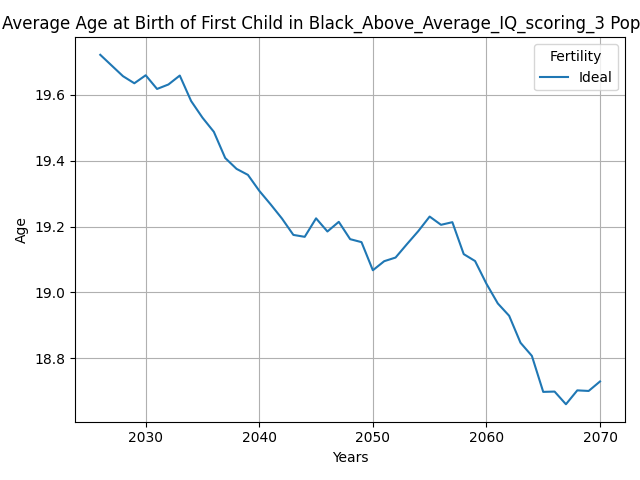 Average Age at Birth of First Child in Black_Above_Average_IQ_scoring_3 Pop
Fertility
Ideal
19.6
19.4
19.2
19.0
18.8
Age
2030 2040 2050 2060 2070
Years